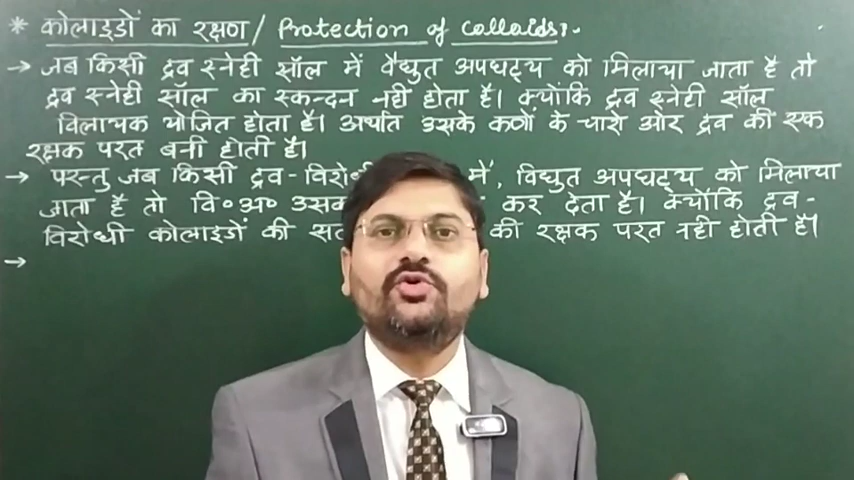 * कोलाइडों का रक्षण / Protection of colloids:-
→ जब किसी द्रव स्नेही सॉल में वैद्युत अपघट्य को मिलाया जाता है तो
द्रव स्नेही सॉल का स्कन्दन नहीं होता है। क्योंकि द्रव स्नेही सॉल
विलायक योजित होता है। अर्थात उसके कणों के चारो ओर द्रव की एक
रक्षक परत बनी होती है।
→ परन्तु जब किसी द्रव-विरोधी में, विद्युत अपघट्य को मिलाया
जाता है तो वि०अ० कर देता है। क्योंकि द्रव-
विरोधी कोलाइडों की की रक्षक परत नही होती है।
→